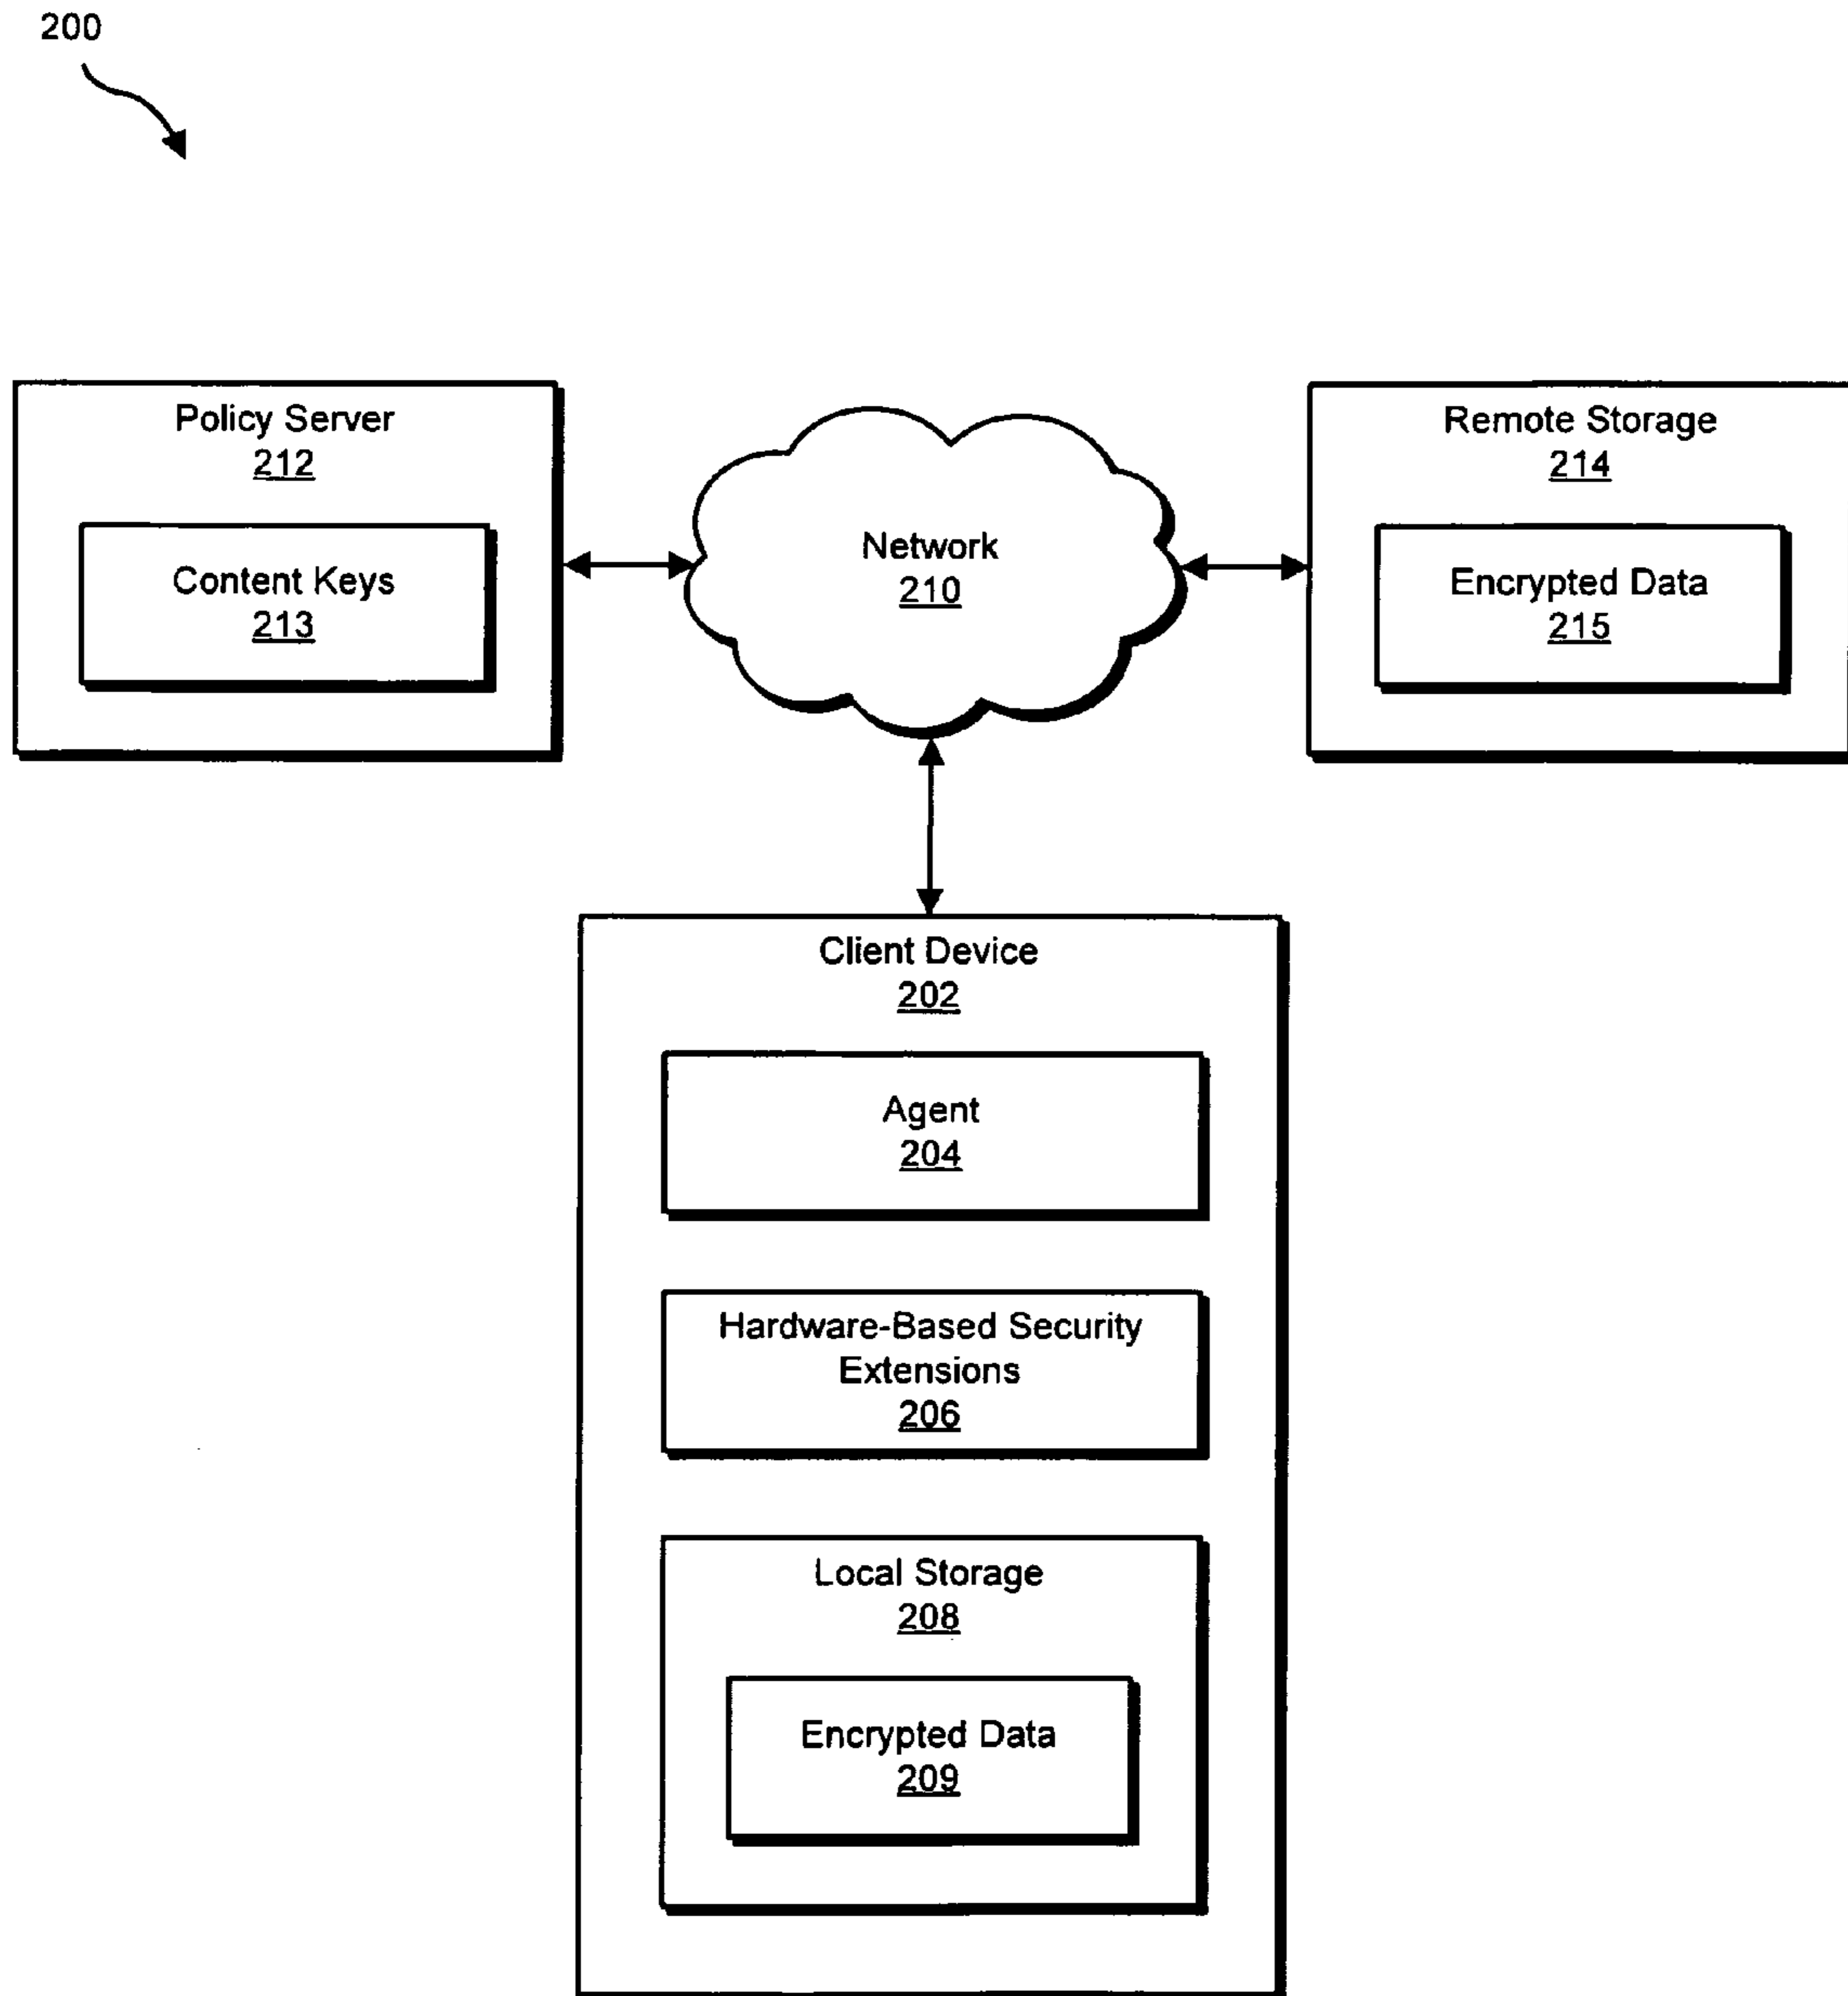 200
Policy Server
212
Content Keys
213
Network
210
Remote Storage
214
Encrypted Data
215
Client Device
202
Agent
204
Hardware-Based Security
Extensions
206
Local Storage
208
Encrypted Data
209